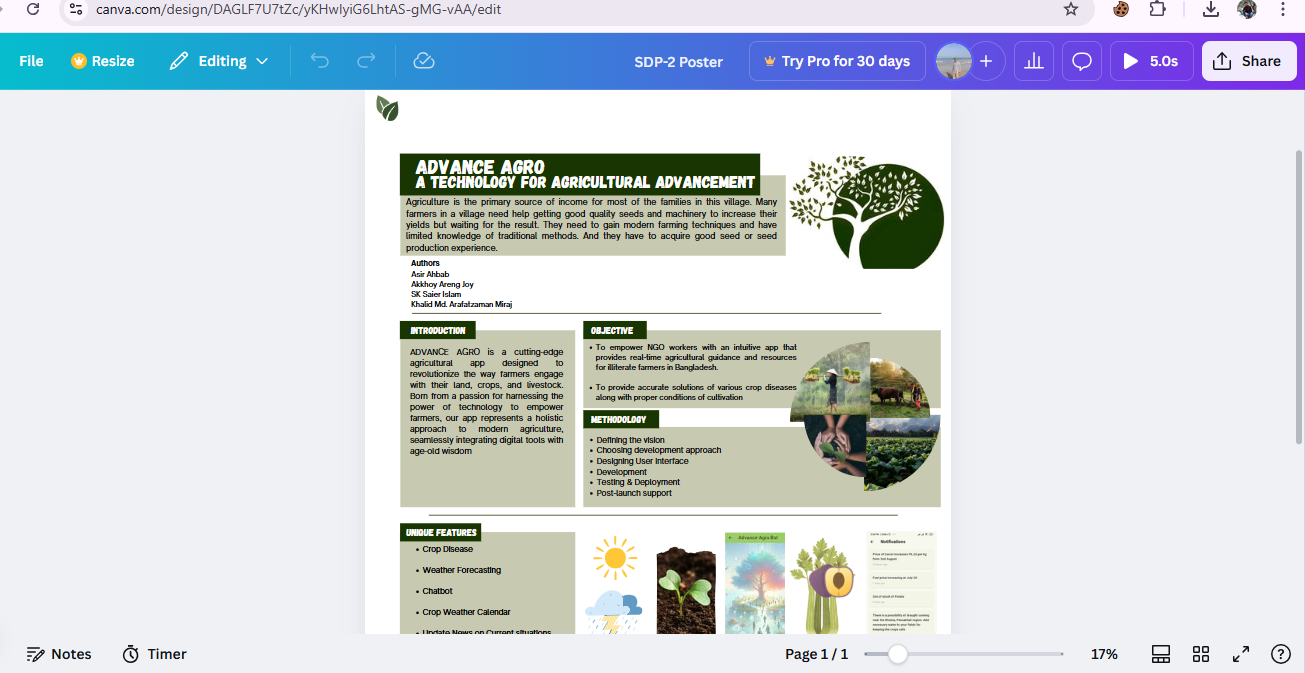 canva.com/design/DAGLF7U7tZc/yKHwIyiG6LhtAS-gMG-vAA/edit
File
Resize
Editing
SDP-2 Poster
Try Pro for 30 days
5.0s
Share
ADVANCE AGRO
A TECHNOLOGY FOR AGRICULTURAL ADVANCEMENT
Agriculture is the primary source of income for most of the families in this village. Many
farmers in a village need help getting good quality seeds and machinery to increase their
yields but waiting for the result. They need to gain modern farming techniques and have
limited knowledge of traditional methods. And they have to acquire good seed or seed
production experience.
Authors
Asir Ahbab
Akkhoy Areng Joy
SK Saier Islam
Khalid Md. Arafatzaman Miraj
INTRODUCTION
ADVANCE AGRO is a cutting-edge
agricultural app designed to
revolutionize the way farmers engage
with their land, crops, and livestock.
Born from a passion for harnessing the
power of technology to empower
farmers, our app represents a holistic
approach to modern agriculture,
seamlessly integrating digital tools with
age-old wisdom
OBJECTIVE
• To empower NGO workers with an intuitive app that
provides real-time agricultural guidance and resources
for illiterate farmers in Bangladesh.
• To provide accurate solutions of various crop diseases
along with proper conditions of cultivation
METHODOLOGY
• Defining the vision
• Choosing development approach
• Designing User Interface
• Development
• Testing & Deployment
• Post-launch support
UNIQUE FEATURES
• Crop Disease
• Weather Forecasting
• Chatbot
• Crop Weather Calendar
• Update News on Current situations
Advance Agro Bot
Notifications
Notes
Timer
Page 1 / 1
17%